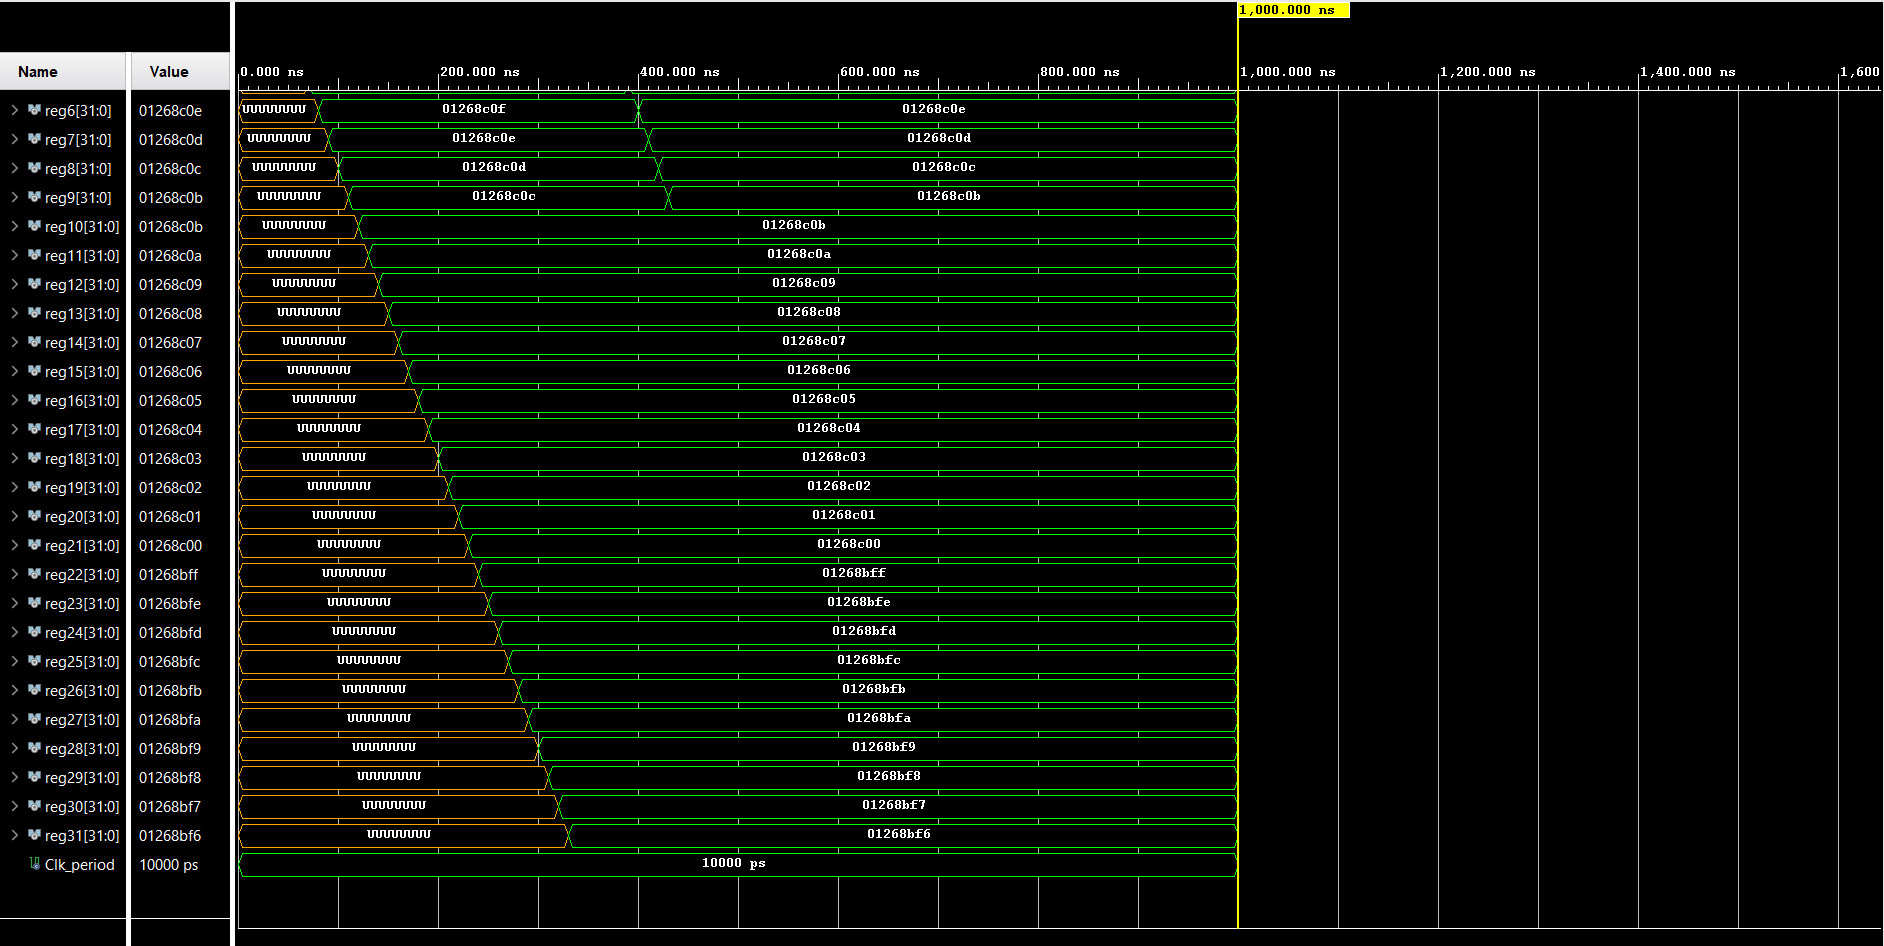 1,000.000 ns
Name Value 0.000 ns 200.000 ns 400.000 ns 600.000 ns 800.000 ns 1,000.000 ns 1,200.000 ns 1,400.000 ns 1,600
reg6[31:0] 01268c0e UUUUUUUU 01268c0f 01268c0e
reg7[31:0] 01268c0d UUUUUUUU 01268c0e 01268c0d
reg8[31:0] 01268c0c UUUUUUUU 01268c0d 01268c0c
reg9[31:0] 01268c0b UUUUUUUU 01268c0c 01268c0b
reg10[31:0] 01268c0b UUUUUUUU 01268c0b
reg11[31:0] 01268c0a UUUUUUUU 01268c0a
reg12[31:0] 01268c09 UUUUUUUU 01268c09
reg13[31:0] 01268c08 UUUUUUUU 01268c08
reg14[31:0] 01268c07 UUUUUUUU 01268c07
reg15[31:0] 01268c06 UUUUUUUU 01268c06
reg16[31:0] 01268c05 UUUUUUUU 01268c05
reg17[31:0] 01268c04 UUUUUUUU 01268c04
reg18[31:0] 01268c03 UUUUUUUU 01268c03
reg19[31:0] 01268c02 UUUUUUUU 01268c02
reg20[31:0] 01268c01 UUUUUUUU 01268c01
reg21[31:0] 01268c00 UUUUUUUU 01268c00
reg22[31:0] 01268bff UUUUUUUU 01268bff
reg23[31:0] 01268bfe UUUUUUUU 01268bfe
reg24[31:0] 01268bfd UUUUUUUU 01268bfd
reg25[31:0] 01268bfc UUUUUUUU 01268bfc
reg26[31:0] 01268bfb UUUUUUUU 01268bfb
reg27[31:0] 01268bfa UUUUUUUU 01268bfa
reg28[31:0] 01268bf9 UUUUUUUU 01268bf9
reg29[31:0] 01268bf8 UUUUUUUU 01268bf8
reg30[31:0] 01268bf7 UUUUUUUU 01268bf7
reg31[31:0] 01268bf6 UUUUUUUU 01268bf6
Clk_period 10000 ps 10000 ps